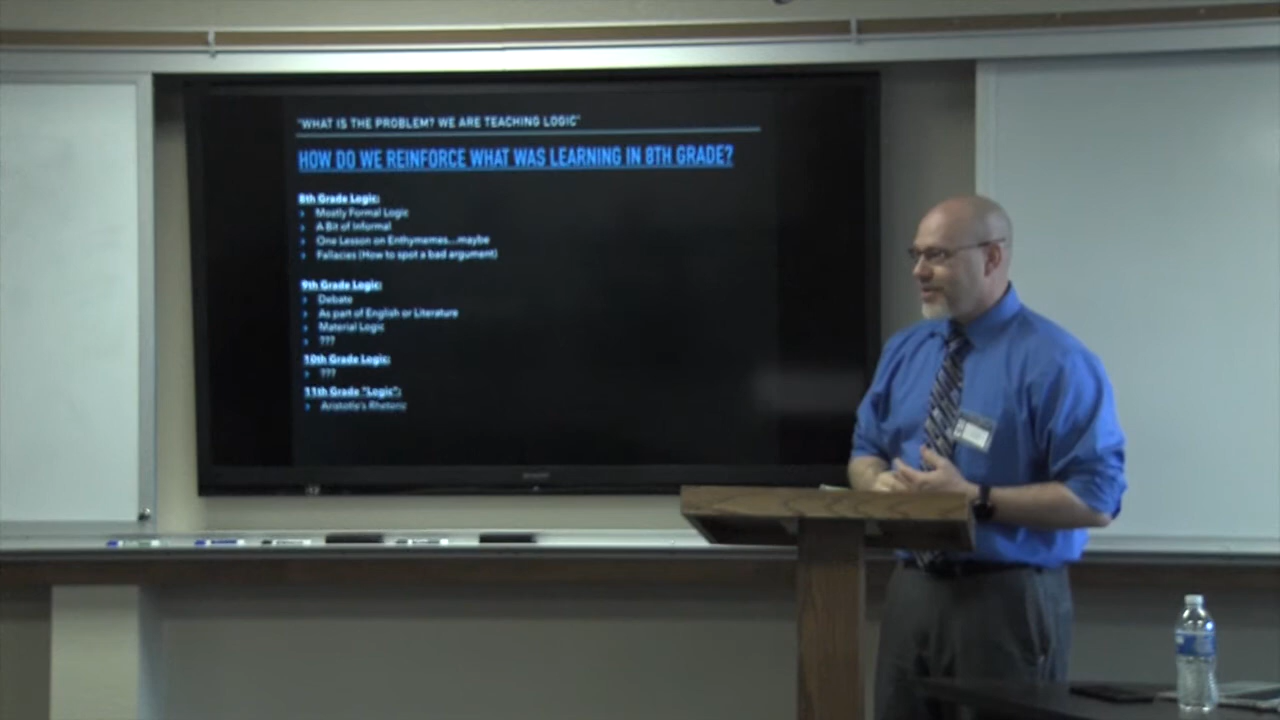 "WHAT IS THE PROBLEM? WE ARE TEACHING LOGIC"
HOW DO WE REINFORCE WHAT WAS LEARNING IN 8TH GRADE?
8th Grade Logic:
Mostly Formal Logic
A Bit of Informal
One Lesson on Enthymemes...maybe
Fallacies (How to spot a bad argument)
9th Grade Logic:
Debate
As part of English or Literature
Material Logic
???
10th Grade Logic:
???
11th Grade "Logic":
Aristotle's Rhetoric